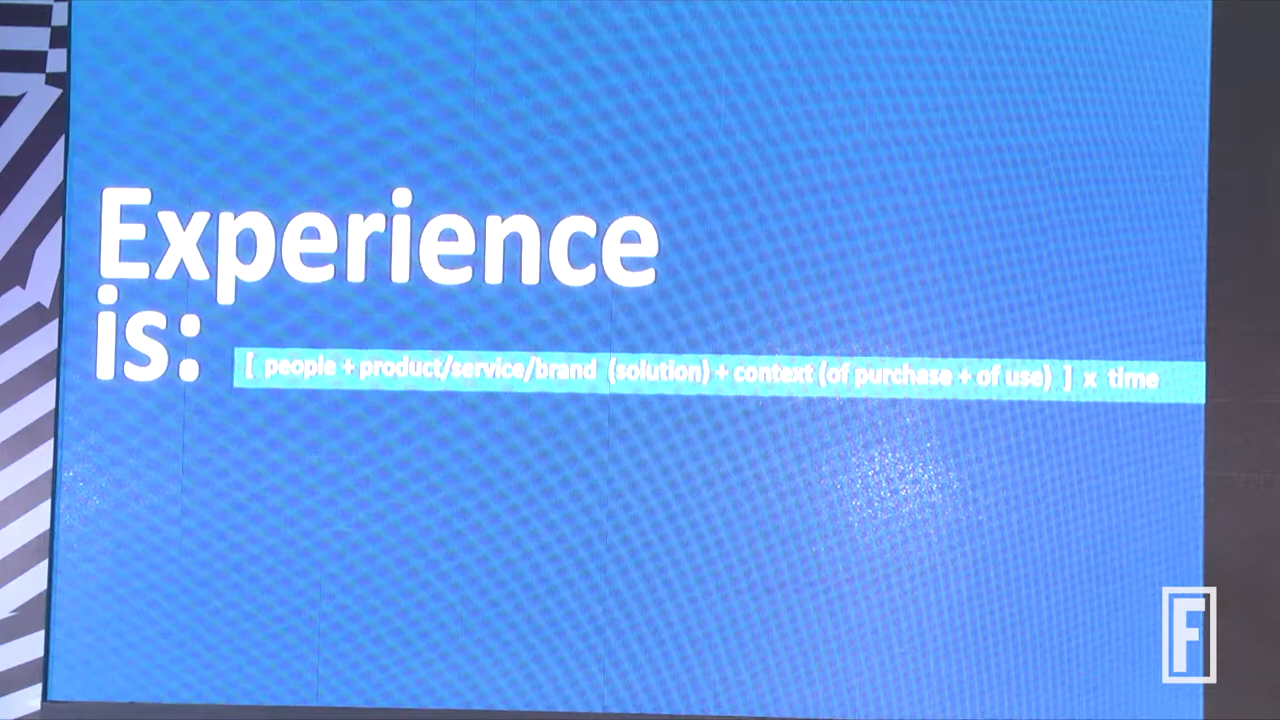 Experience
is:
[ people + product/service/brand (solution) + context (of purchase + of use) ] x time
F